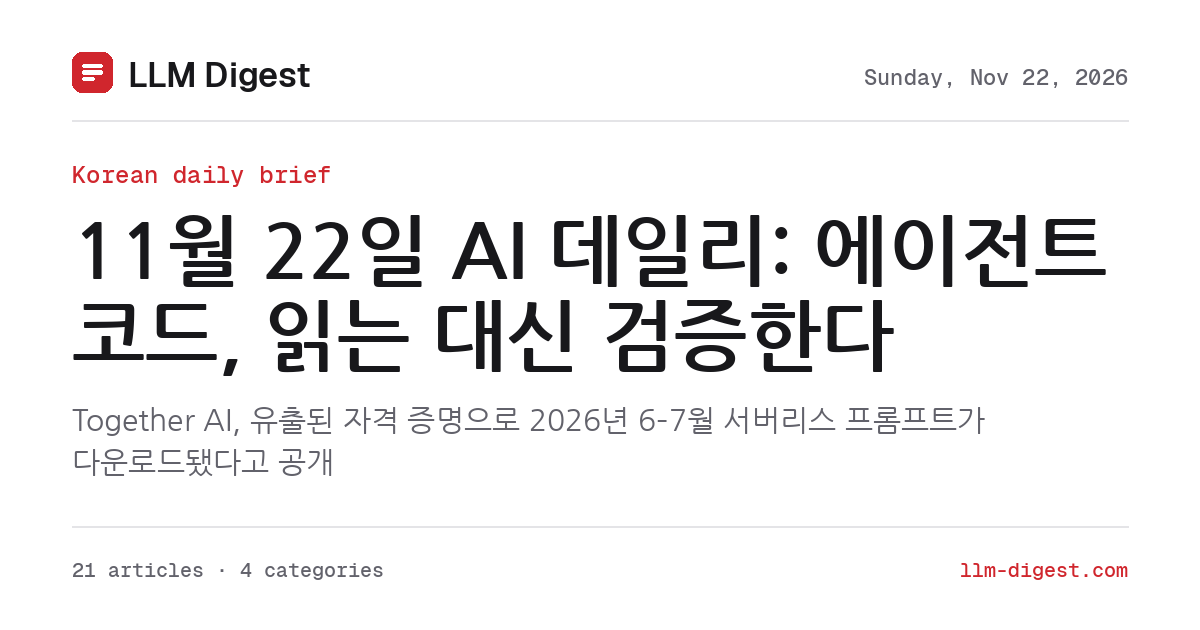 LLM Digest
Sunday, Nov 22, 2026
Korean daily brief
11월 22일 AI 데일리: 에이전트
코드, 읽는 대신 검증한다
Together AI, 유출된 자격 증명으로 2026년 6-7월 서버리스 프롬프트가
다운로드됐다고 공개
21 articles · 4 categories
llm-digest.com